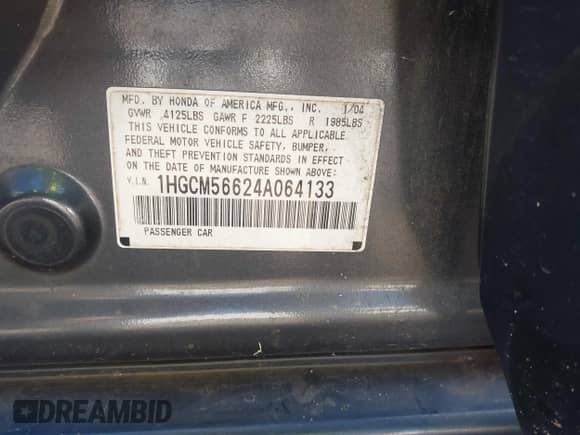 MFD. BY HONDA OF AMERICA MFG., INC. 1/04
GVWR 4125LBS GAWR F 2225LBS R 1985LBS
THIS VEHICLE CONFORMS TO ALL APPLICABLE
FEDERAL MOTOR VEHICLE SAFETY, BUMPER,
AND THEFT PREVENTION STANDARDS IN EFFECT
ON THE DATE OF MANUFACTURE SHOWN ABOVE:
V.I.N. 1HGCM56624A064133
PASSENGER CAR
DREAMBID